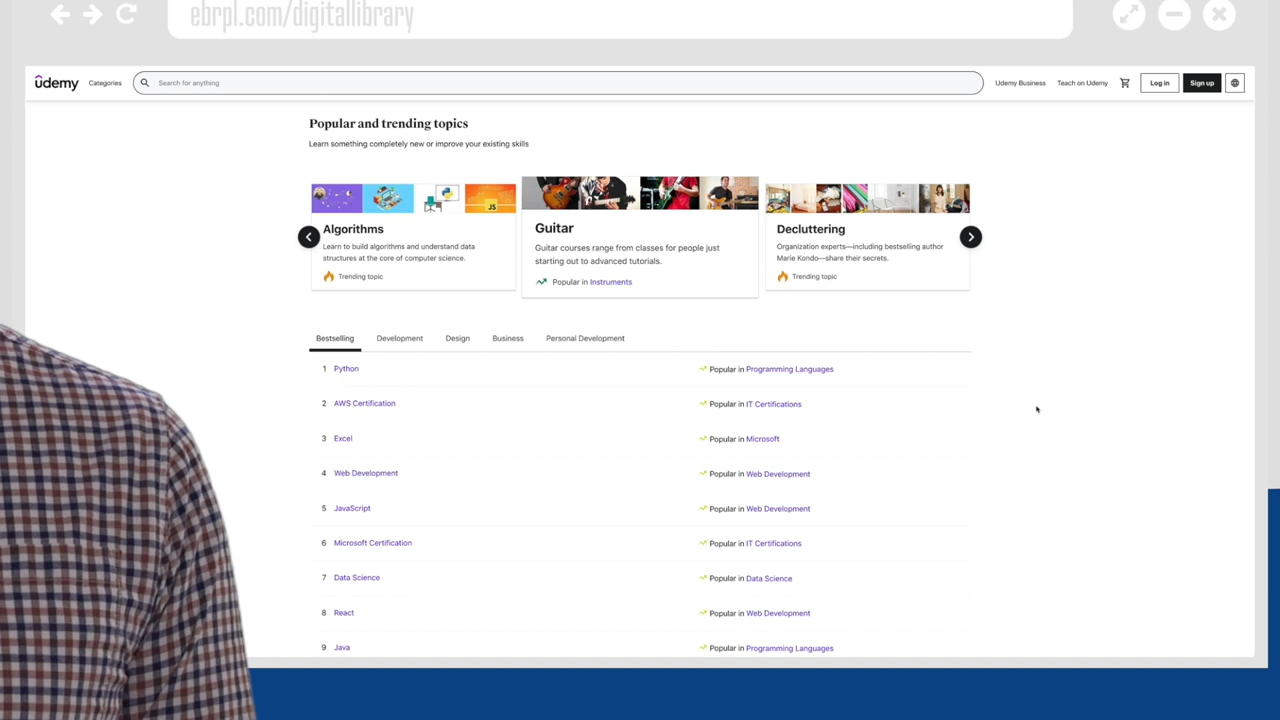 ebrpl.com/digitallibrary
ûdemy Categories Search for anything Udemy Business Teach on Udemy Log in Sign up
Popular and trending topics
Learn something completely new or improve your existing skills
JS
Algorithms
Learn to build algorithms and understand data
structures at the core of computer science.
Trending topic
Guitar
Guitar courses range from classes for people just
starting out to advanced tutorials.
Popular in Instruments
Decluttering
Organization experts—including bestselling author
Marie Kondo—share their secrets.
Trending topic
Bestselling Development Design Business Personal Development
1 Python Popular in Programming Languages
2 AWS Certification Popular in IT Certifications
3 Excel Popular in Microsoft
4 Web Development Popular in Web Development
5 JavaScript Popular in Web Development
6 Microsoft Certification Popular in IT Certifications
7 Data Science Popular in Data Science
8 React Popular in Web Development
9 Java Popular in Programming Languages